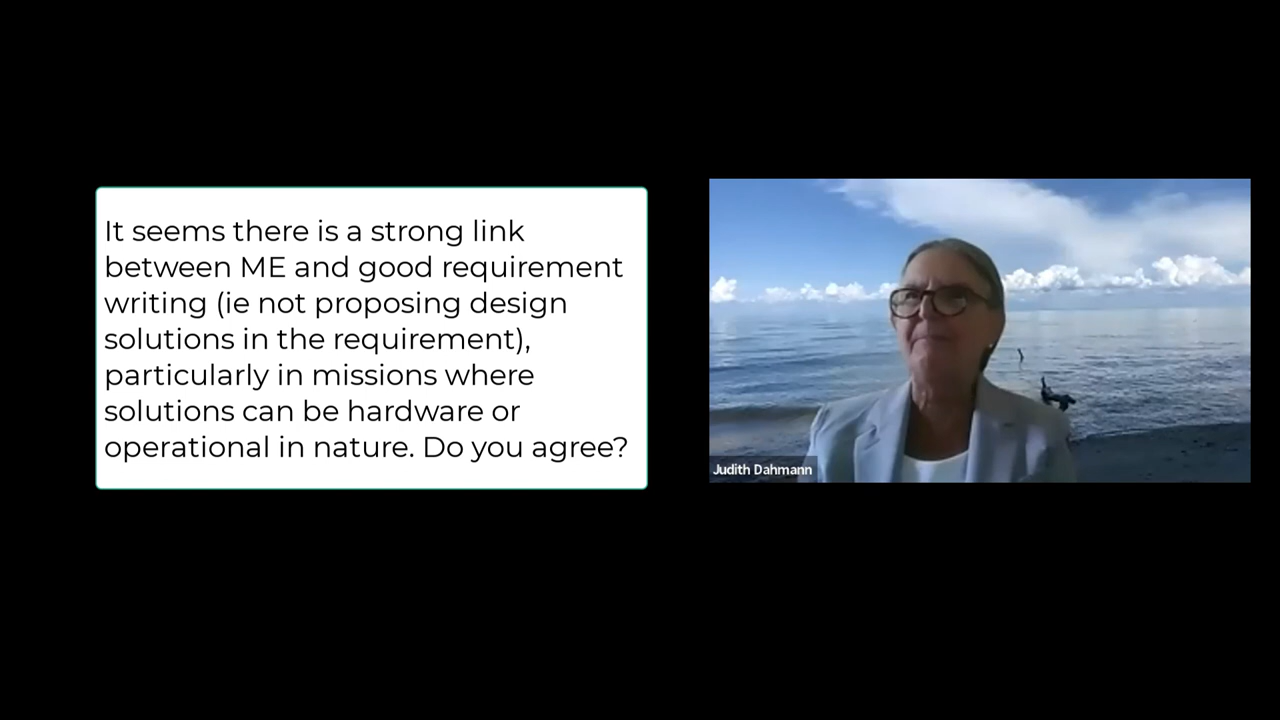 It seems there is a strong link
between ME and good requirement
writing (ie not proposing design
solutions in the requirement),
particularly in missions where
solutions can be hardware or
operational in nature. Do you agree?
Judith Dahmann